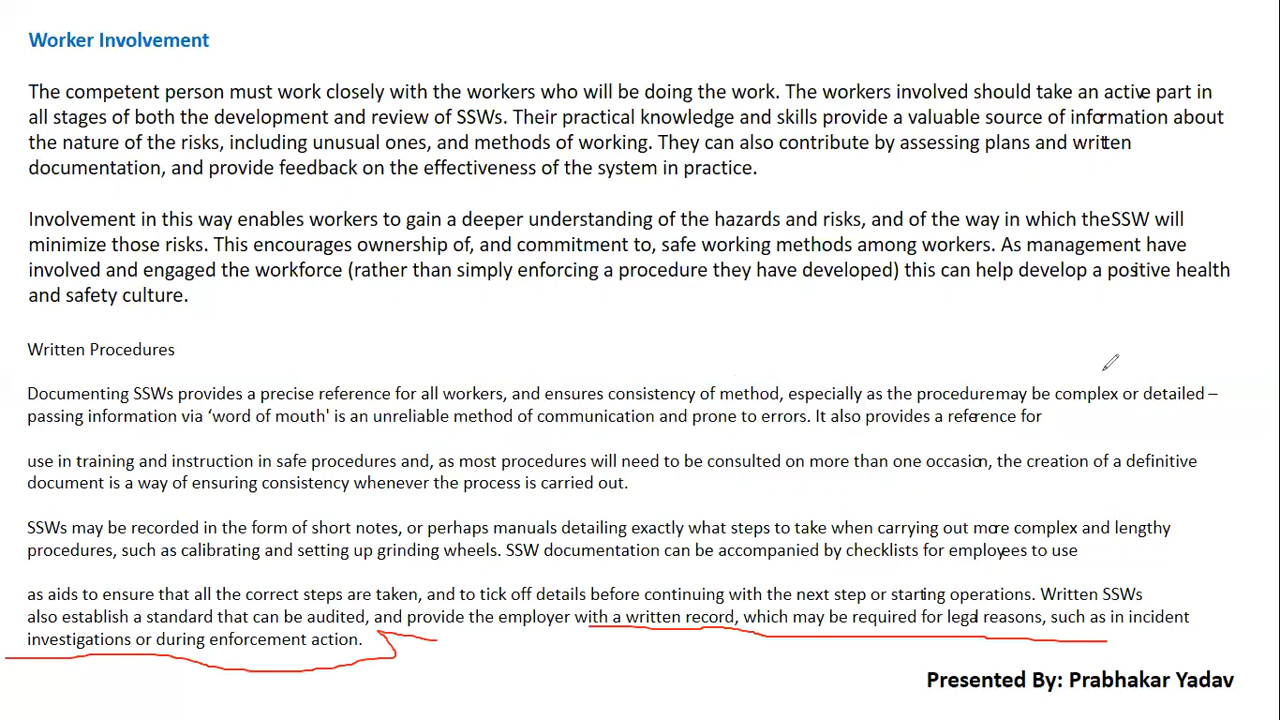 Worker Involvement
The competent person must work closely with the workers who will be doing the work. The workers involved should take an active part in
all stages of both the development and review of SSWs. Their practical knowledge and skills provide a valuable source of information about
the nature of the risks, including unusual ones, and methods of working. They can also contribute by assessing plans and written
documentation, and provide feedback on the effectiveness of the system in practice.
Involvement in this way enables workers to gain a deeper understanding of the hazards and risks, and of the way in which theSSW will
minimize those risks. This encourages ownership of, and commitment to, safe working methods among workers. As management have
involved and engaged the workforce (rather than simply enforcing a procedure they have developed) this can help develop a positive health
and safety culture.
Written Procedures
Documenting SSWs provides a precise reference for all workers, and ensures consistency of method, especially as the procedure may be complex or detailed –
passing information via ‘word of mouth' is an unreliable method of communication and prone to errors. It also provides a reference for
use in training and instruction in safe procedures and, as most procedures will need to be consulted on more than one occasion, the creation of a definitive
document is a way of ensuring consistency whenever the process is carried out.
SSWs may be recorded in the form of short notes, or perhaps manuals detailing exactly what steps to take when carrying out more complex and lengthy
procedures, such as calibrating and setting up grinding wheels. SSW documentation can be accompanied by checklists for employees to use
as aids to ensure that all the correct steps are taken, and to tick off details before continuing with the next step or starting operations. Written SSWs
also establish a standard that can be audited, and provide the employer with a written record, which may be required for legal reasons, such as in incident
investigations or during enforcement action.
Presented By: Prabhakar Yadav